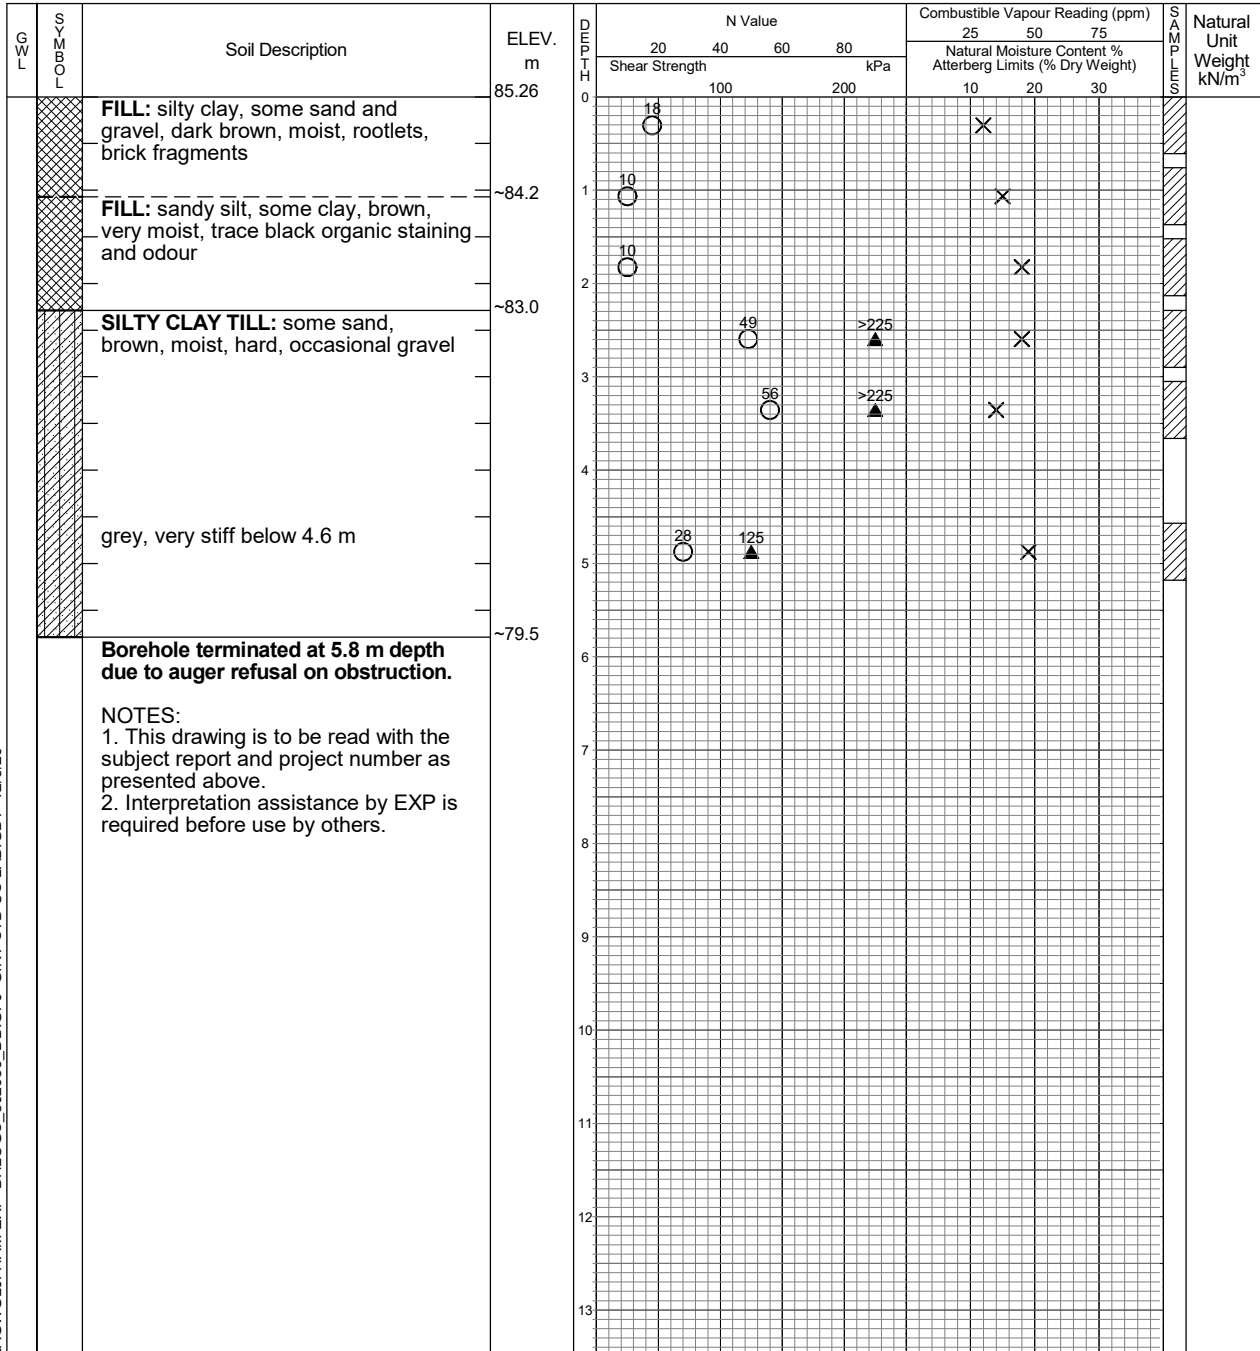 GWL
SYMBOL
Soil Description
ELEV.
m
DEPTH
N Value
20 40 60 80
Shear Strength kPa
100 200
Combustible Vapour Reading (ppm)
25 50 75
Natural Moisture Content %
Atterberg Limits (% Dry Weight)
10 20 30
SAMPLES
Natural
Unit
Weight
kN/m³
85.26
0
FILL: silty clay, some sand and
gravel, dark brown, moist, rootlets,
brick fragments
18
~84.2
1
10
FILL: sandy silt, some clay, brown,
very moist, trace black organic staining
and odour
10
2
~83.0
SILTY CLAY TILL: some sand,
brown, moist, hard, occasional gravel
49 >225
3
56 >225
4
grey, very stiff below 4.6 m
28 125
5
~79.5
Borehole terminated at 5.8 m depth
due to auger refusal on obstruction.
6
NOTES:
1. This drawing is to be read with the
subject report and project number as
presented above.
2. Interpretation assistance by EXP is
required before use by others.
7
8
9
10
11
12
13